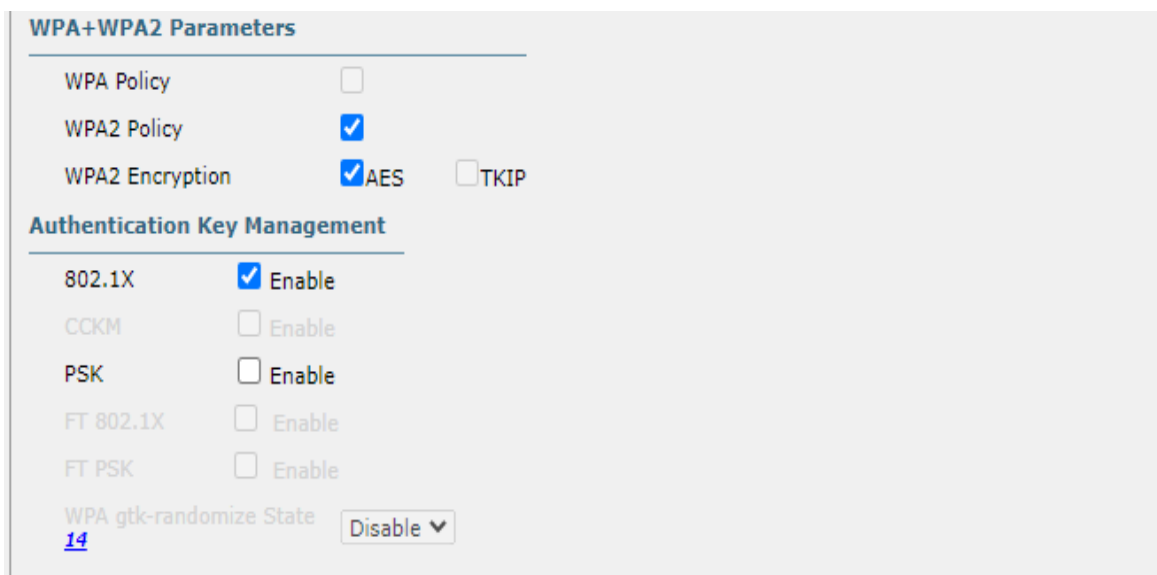 WPA+WPA2 Parameters
WPA Policy
WPA2 Policy
WPA2 Encryption AES TKIP
Authentication Key Management
802.1X Enable
CCKM Enable
PSK Enable
FT 802.1X Enable
FT PSK Enable
WPA gtk-randomize State Disable
14